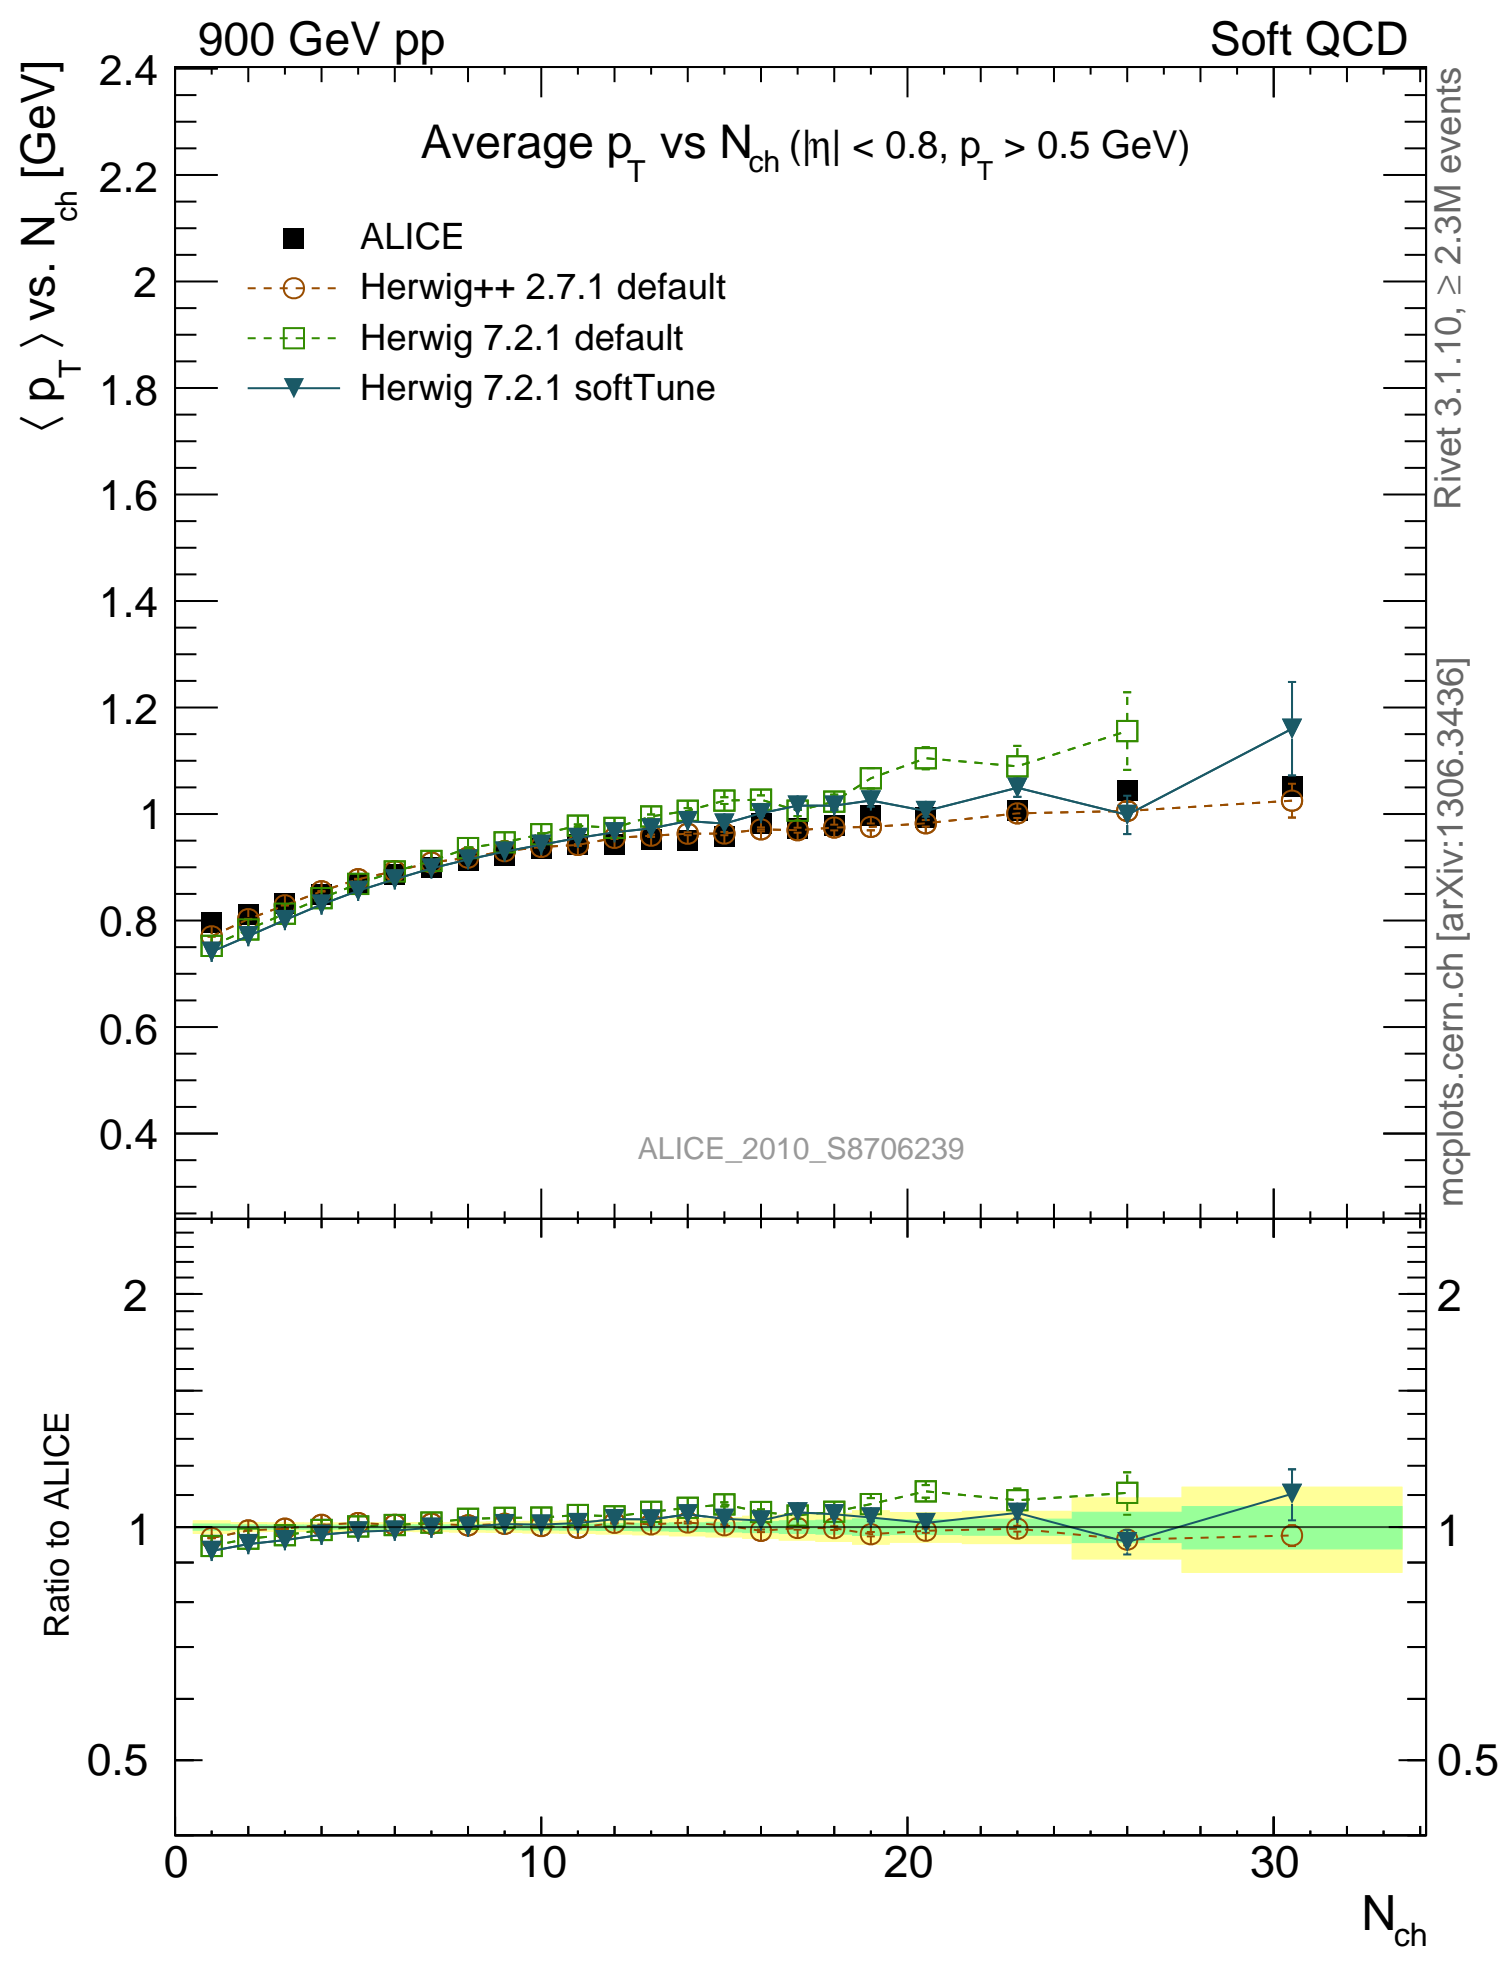 900 GeV pp
Soft QCD
⟨ p_T ⟩ vs. N_ch [GeV]
Average p_T vs N_ch (|η| < 0.8, p_T > 0.5 GeV)
ALICE
Herwig++ 2.7.1 default
Herwig 7.2.1 default
Herwig 7.2.1 softTune
2.4
2.2
2
1.8
1.6
1.4
1.2
1
0.8
0.6
0.4
ALICE_2010_S8706239
Rivet 3.1.10, ≥ 2.3M events
mcplots.cern.ch [arXiv:1306.3436]
Ratio to ALICE
2
1
0.5
2
1
0.5
0
10
20
30
N_ch